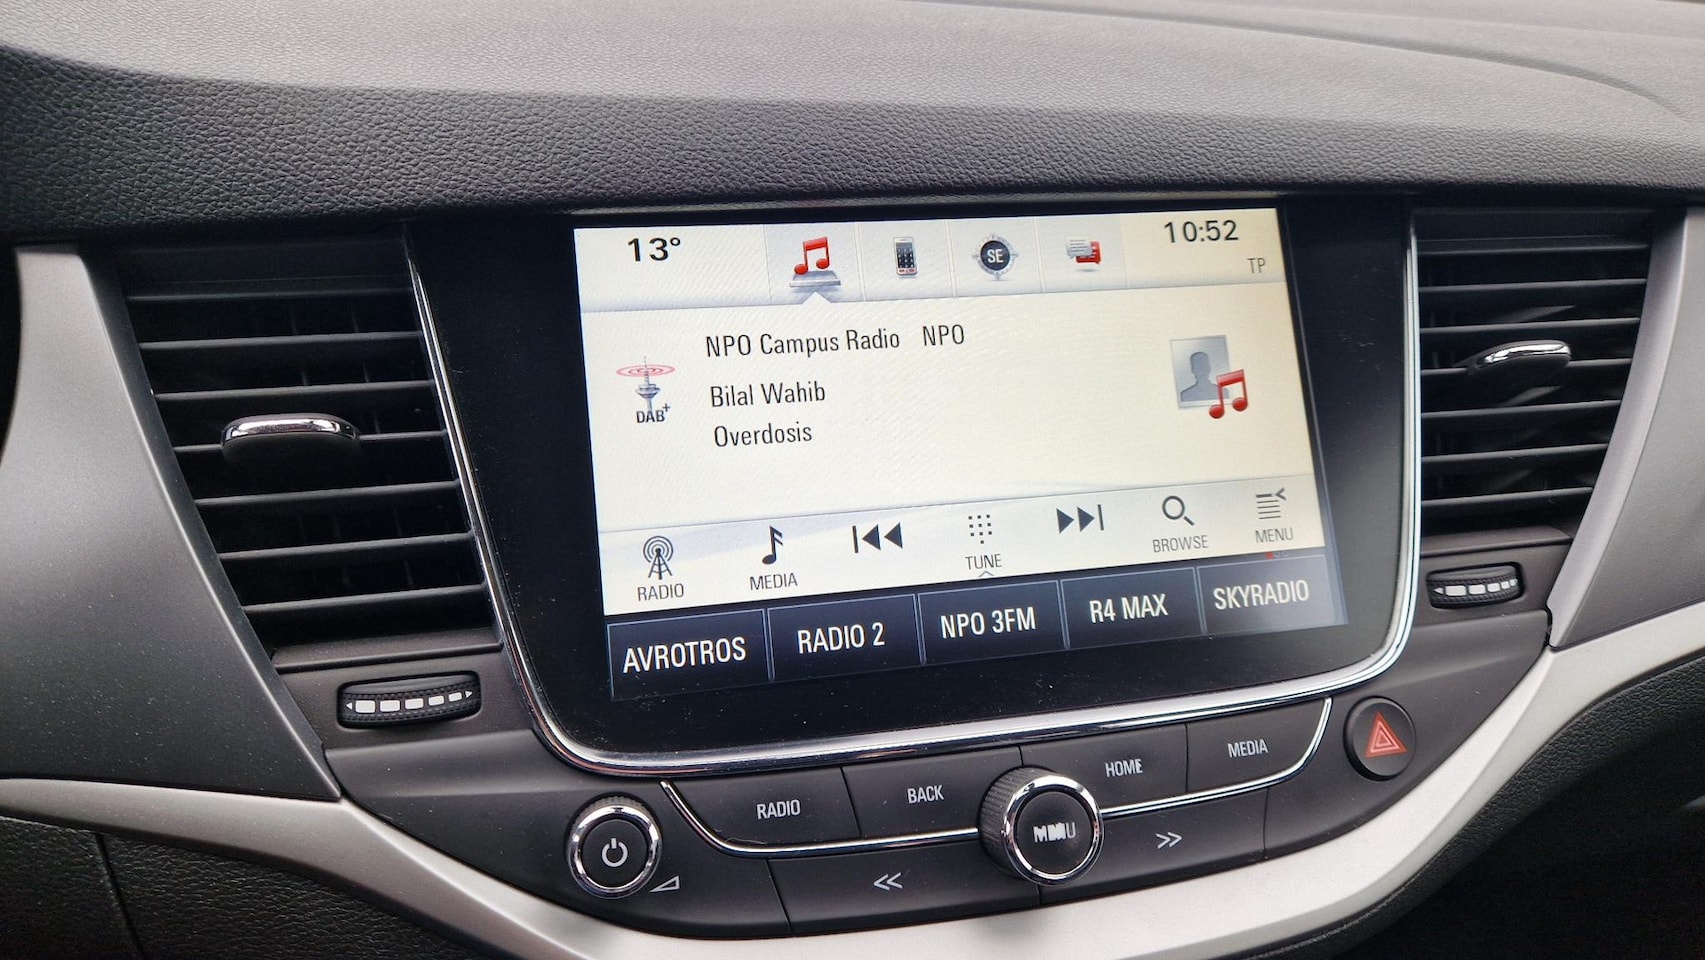 13° 10:52
SE
TP
NPO Campus Radio NPO
DAB+
Bilal Wahib
Overdosis
RADIO MEDIA TUNE BROWSE MENU
AVROTROS RADIO 2 NPO 3FM R4 MAX SKYRADIO
RADIO BACK HOME MEDIA